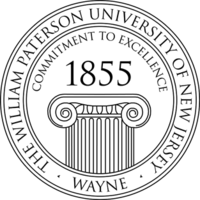 · THE WILLIAM PATERSON UNIVERSITY OF NEW JERSEY ·
COMMITMENT TO EXCELLENCE
1855
WAYNE